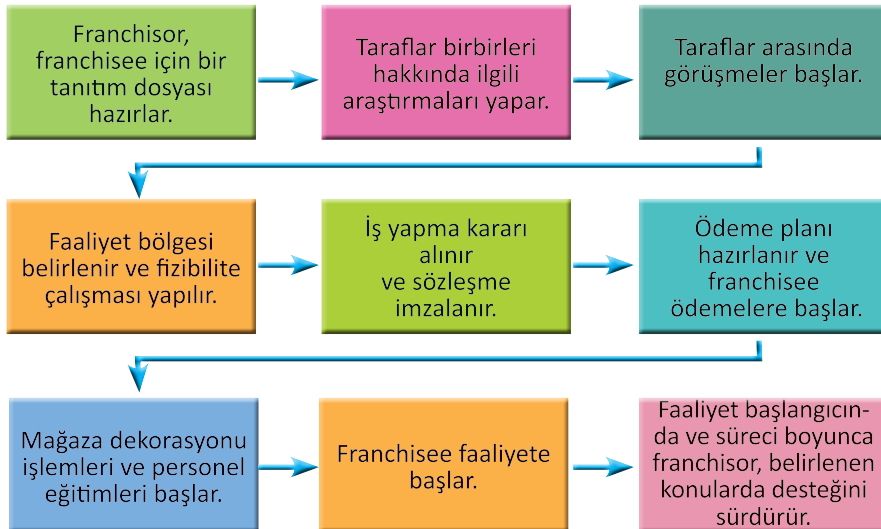 Franchisor,
franchisee için bir
tanıtım dosyası
hazırlar.
Taraflar birbirleri
hakkında ilgili
araştırmaları yapar.
Taraflar arasında
görüşmeler başlar.
Faaliyet bölgesi
belirlenir ve fizibilite
çalışması yapılır.
İş yapma kararı
alınır
ve sözleşme
imzalanır.
Ödeme planı
hazırlanır ve
franchisee
ödemelere başlar.
Mağaza dekorasyonu
işlemleri ve personel
eğitimleri başlar.
Franchisee faaliyete
başlar.
Faaliyet başlangıcın-
da ve süreci boyunca
franchisor, belirlenen
konularda desteğini
sürdürür.